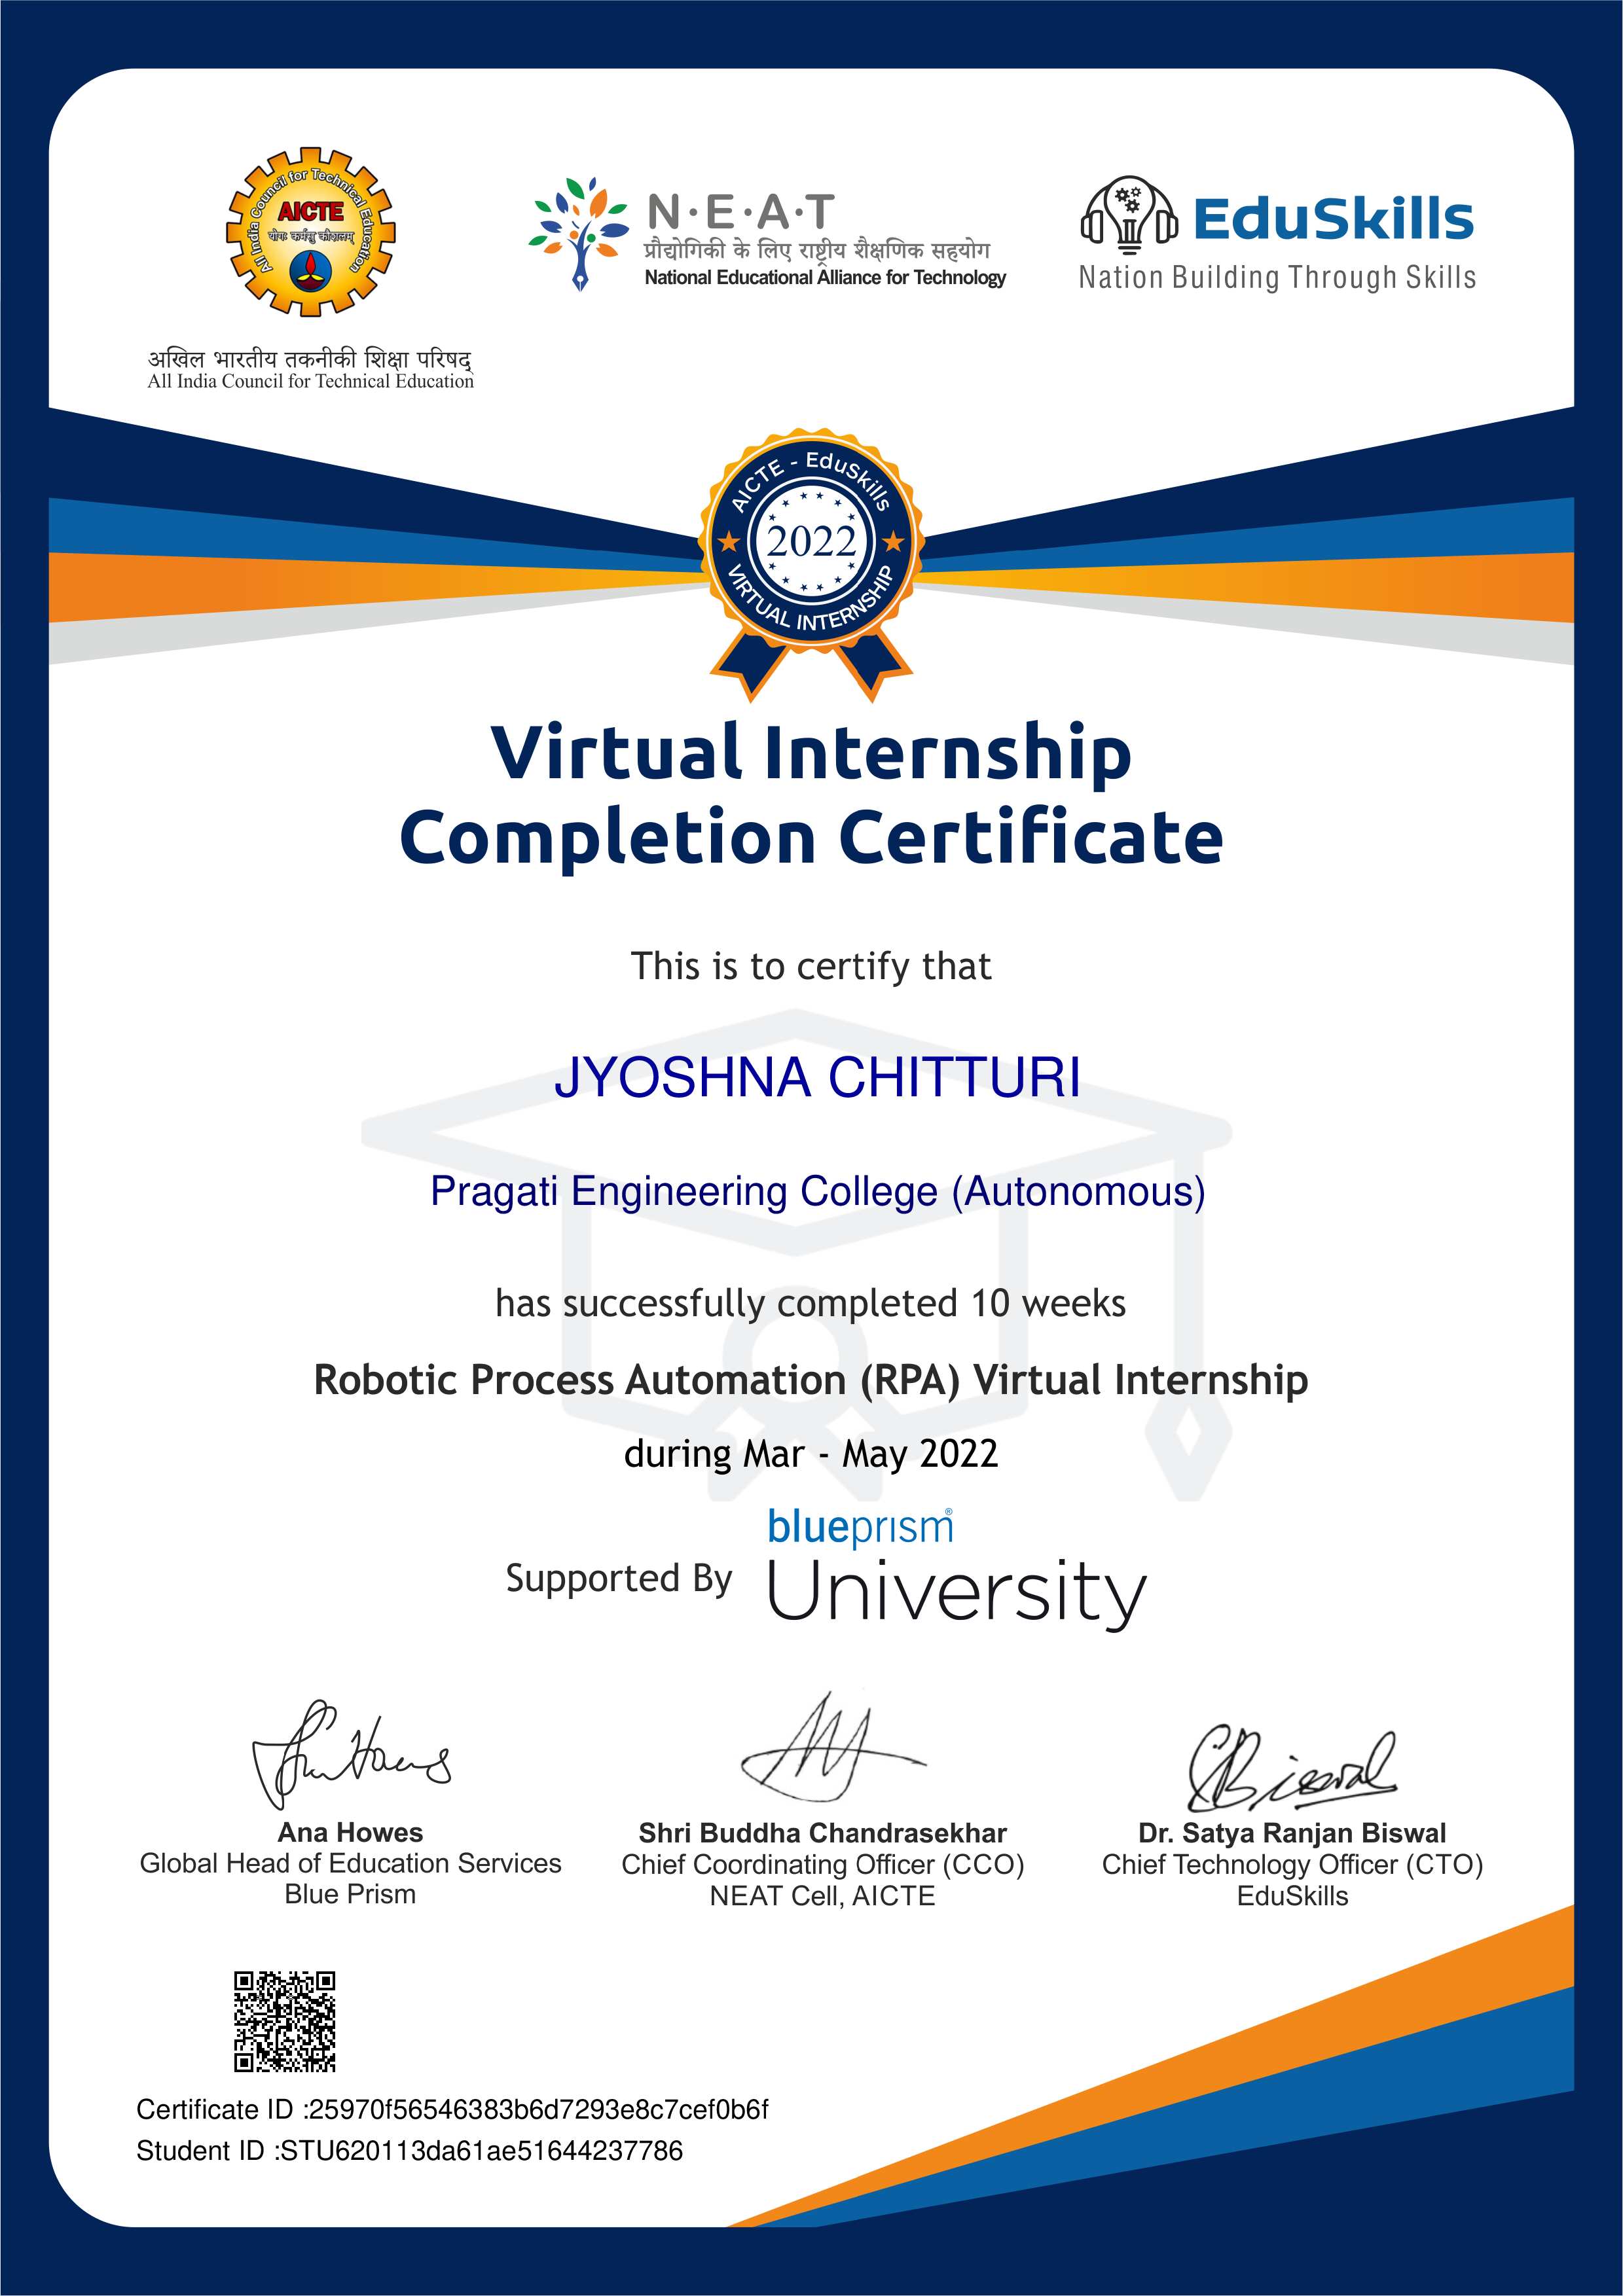 All India Council for Technical Education
AICTE
योगः कर्मसु कौशलम्
अखिल भारतीय तकनीकी शिक्षा परिषद्
All India Council for Technical Education
N·E·A·T
प्रौद्योगिकी के लिए राष्ट्रीय शैक्षणिक सहयोग
National Educational Alliance for Technology
EduSkills
Nation Building Through Skills
AICTE - EduSkills
2022
VIRTUAL INTERNSHIP
Virtual Internship
Completion Certificate
This is to certify that
JYOSHNA CHITTURI
Pragati Engineering College (Autonomous)
has successfully completed 10 weeks
Robotic Process Automation (RPA) Virtual Internship
during Mar - May 2022
Supported By
blueprism®
University
Ana Howes
Global Head of Education Services
Blue Prism
Shri Buddha Chandrasekhar
Chief Coordinating Officer (CCO)
NEAT Cell, AICTE
Dr. Satya Ranjan Biswal
Chief Technology Officer (CTO)
EduSkills
Certificate ID :25970f56546383b6d7293e8c7cef0b6f
Student ID :STU620113da61ae51644237786